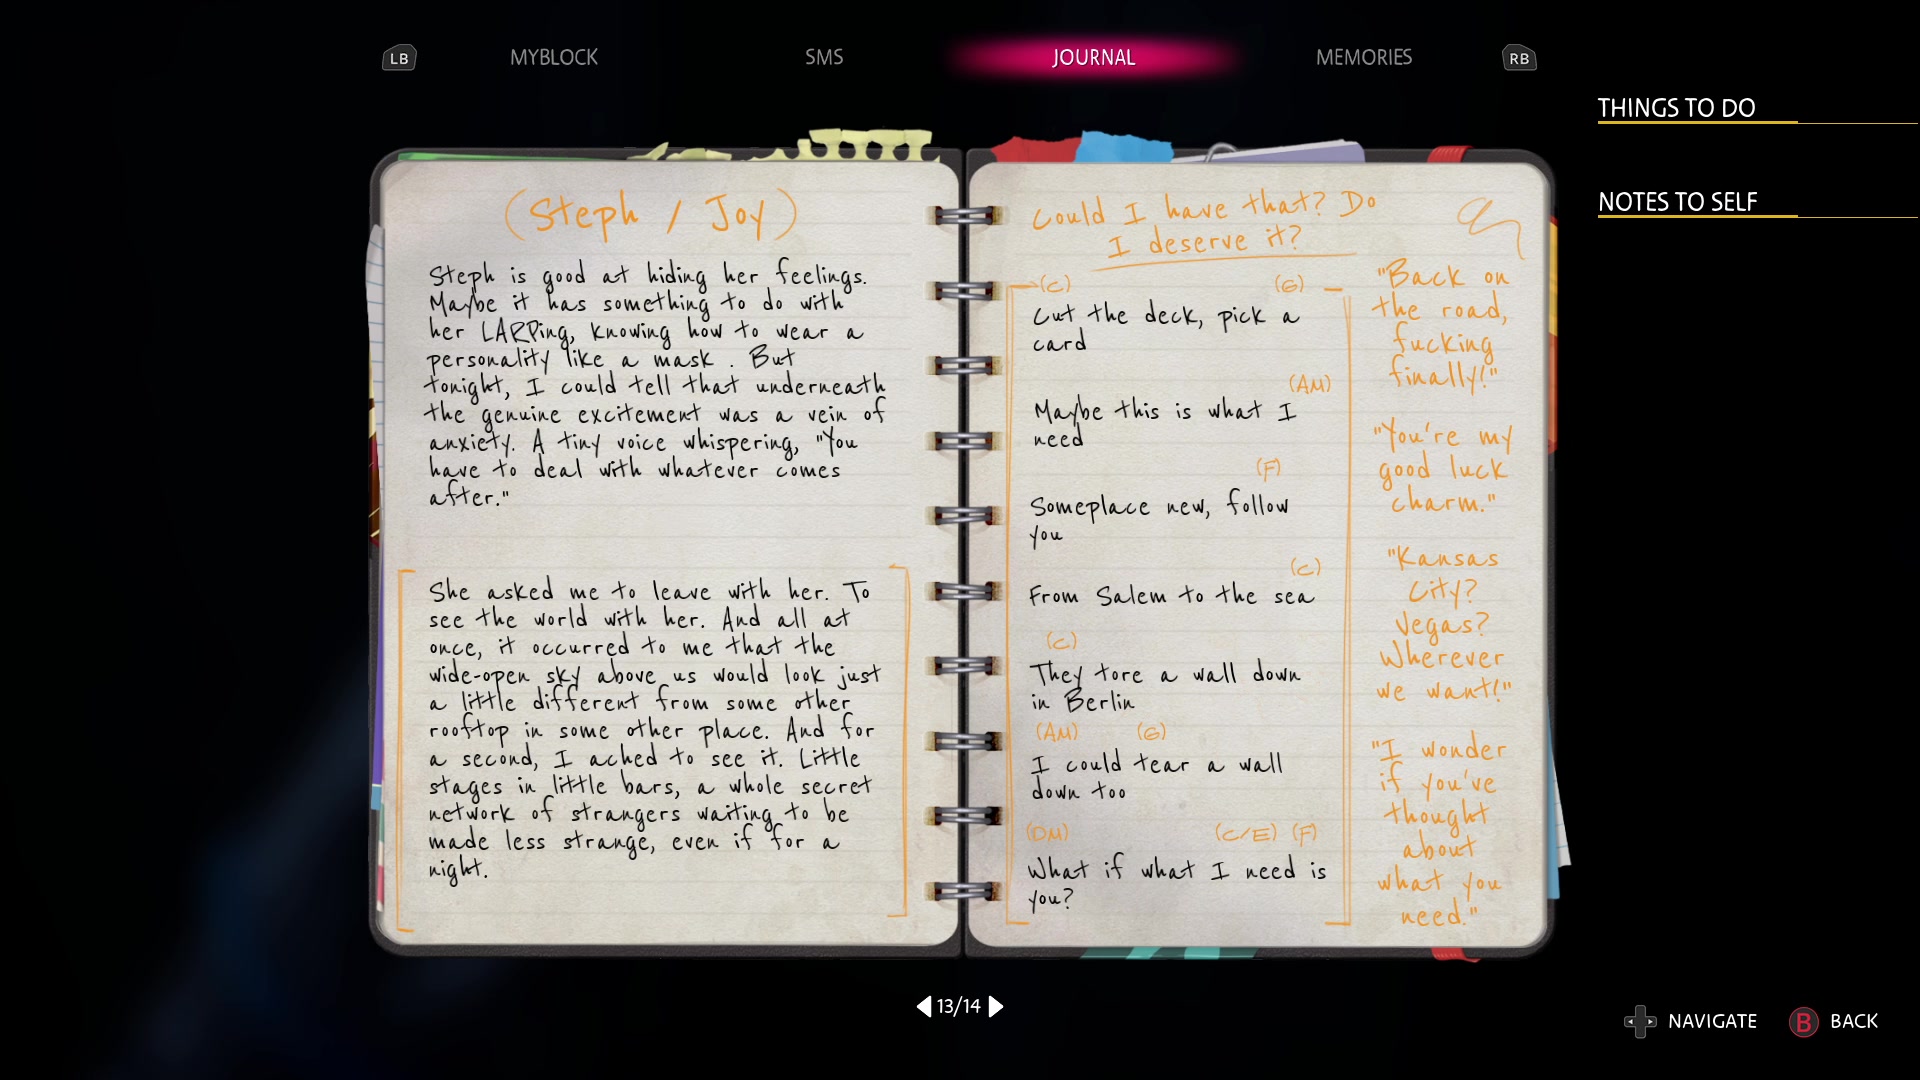 LB
MYBLOCK
SMS
JOURNAL
MEMORIES
RB
THINGS TO DO
NOTES TO SELF
(Steph / Joy)
Steph is good at hiding her feelings.
Maybe it has something to do with
her LARPing, knowing how to wear a
personality like a mask . But
tonight, I could tell that underneath
the genuine excitement was a vein of
anxiety. A tiny voice whispering, "You
have to deal with whatever comes
after."
She asked me to leave with her. To
see the world with her. And all at
once, it occurred to me that the
wide-open sky above us would look just
a little different from some other
rooftop in some other place. And for
a second, I ached to see it. Little
stages in little bars, a whole secret
network of strangers waiting to be
made less strange, even if for a
night.
Could I have that? Do
I deserve it?
(C) (G)
Cut the deck, pick a
card
(AM)
Maybe this is what I
need
(F)
Someplace new, follow
you
(C)
From Salem to the sea
(C)
They tore a wall down
in Berlin
(AM) (G)
I could tear a wall
down too
(DM) (C/E) (F)
What if what I need is
you?
"Back on
the road,
fucking
finally!"
"You're my
good luck
charm."
"Kansas
City?
Vegas?
Wherever
we want!"
"I wonder
if you've
thought
about
what you
need."
13/14
NAVIGATE
B BACK